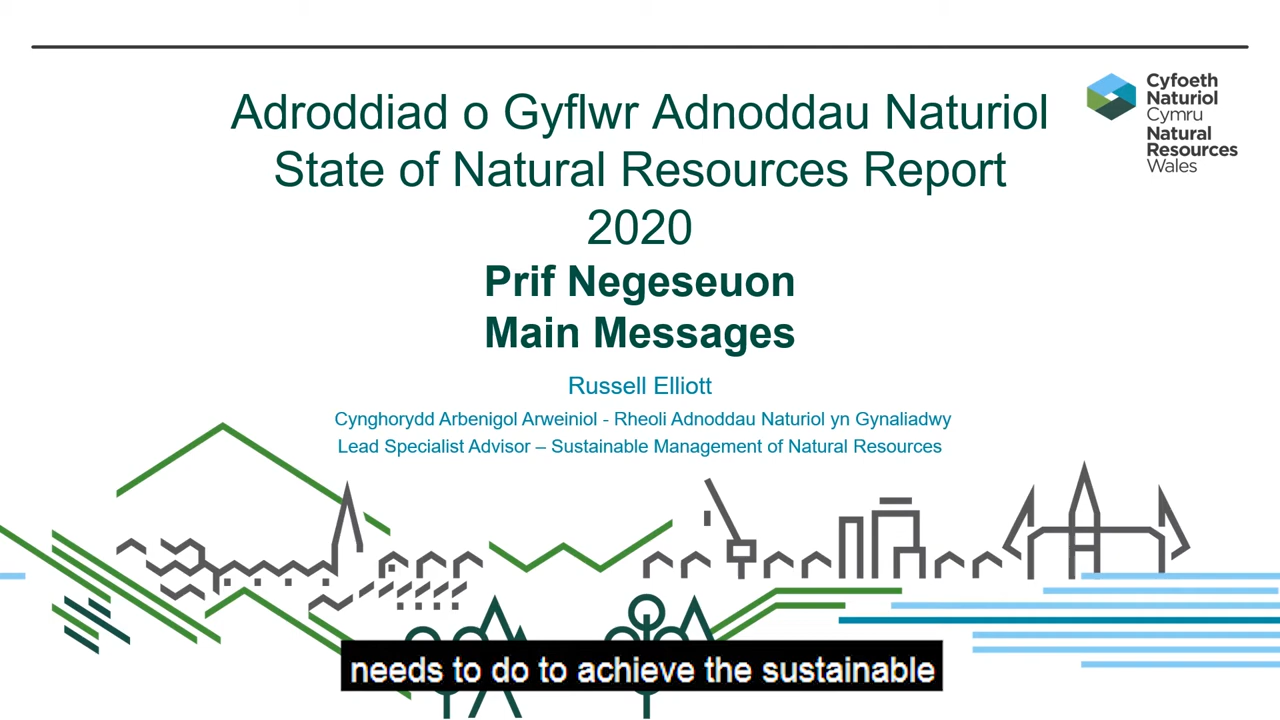 Adroddiad o Gyflwr Adnoddau Naturiol
State of Natural Resources Report
2020
Prif Negeseuon
Main Messages
Russell Elliott
Cynghorydd Arbenigol Arweiniol - Rheoli Adnoddau Naturiol yn Gynaliadwy
Lead Specialist Advisor – Sustainable Management of Natural Resources
Cyfoeth
Naturiol
Cymru
Natural
Resources
Wales
needs to do to achieve the sustainable